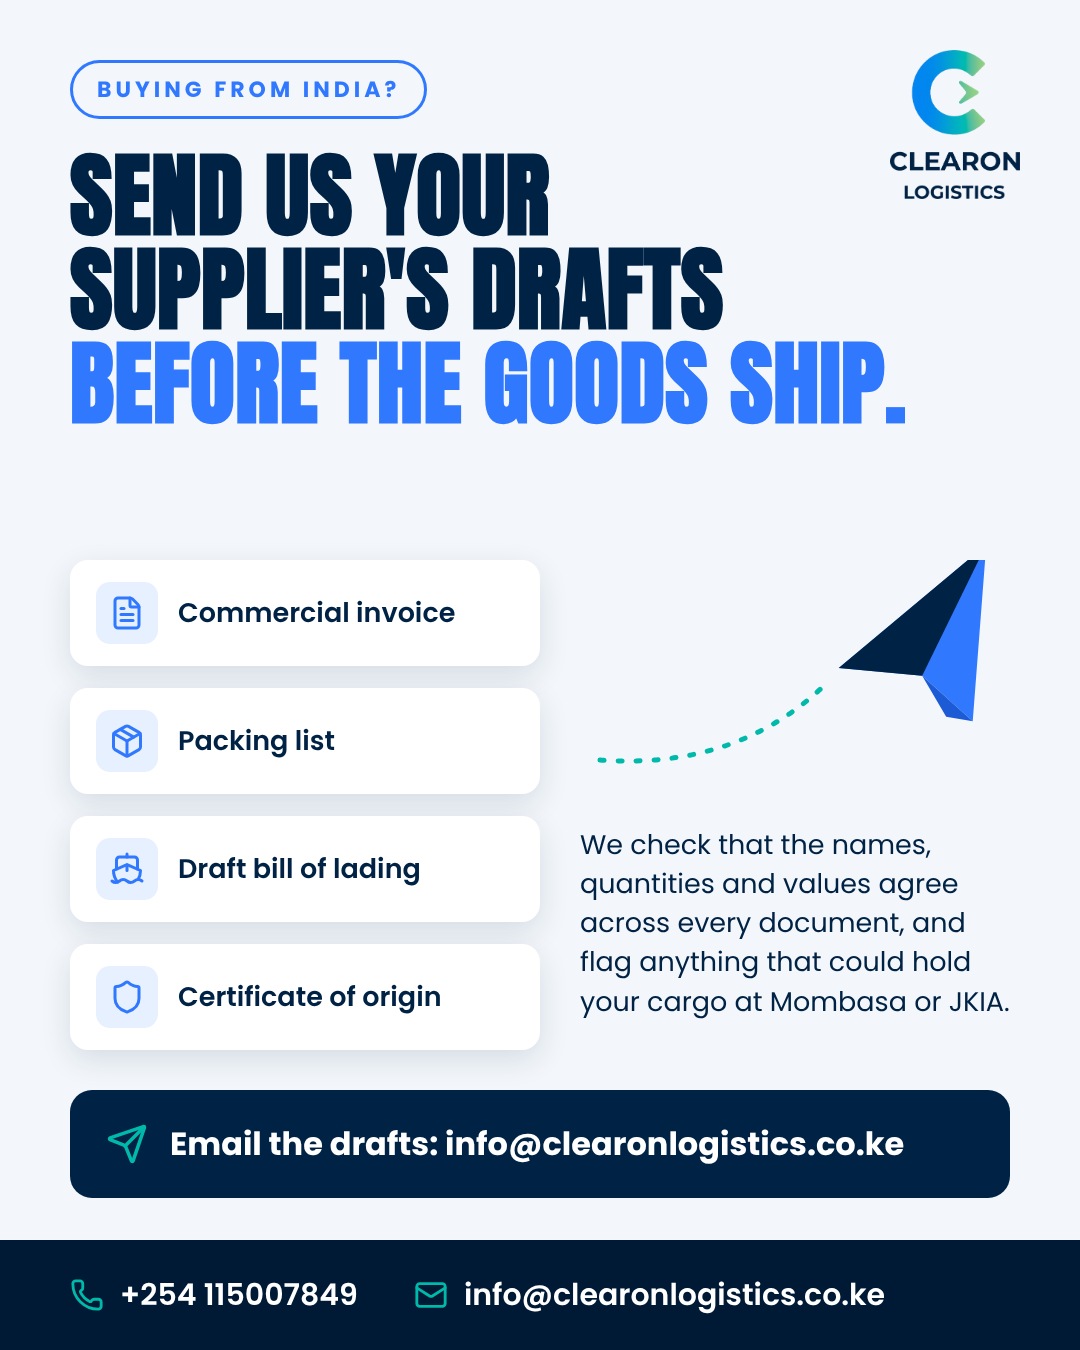 BUYING FROM INDIA?
CLEARON
LOGISTICS
SEND US YOUR
SUPPLIER'S DRAFTS
BEFORE THE GOODS SHIP.
Commercial invoice
Packing list
Draft bill of lading
Certificate of origin
We check that the names,
quantities and values agree
across every document, and
flag anything that could hold
your cargo at Mombasa or JKIA.
Email the drafts: info@clearonlogistics.co.ke
+254 115007849
info@clearonlogistics.co.ke